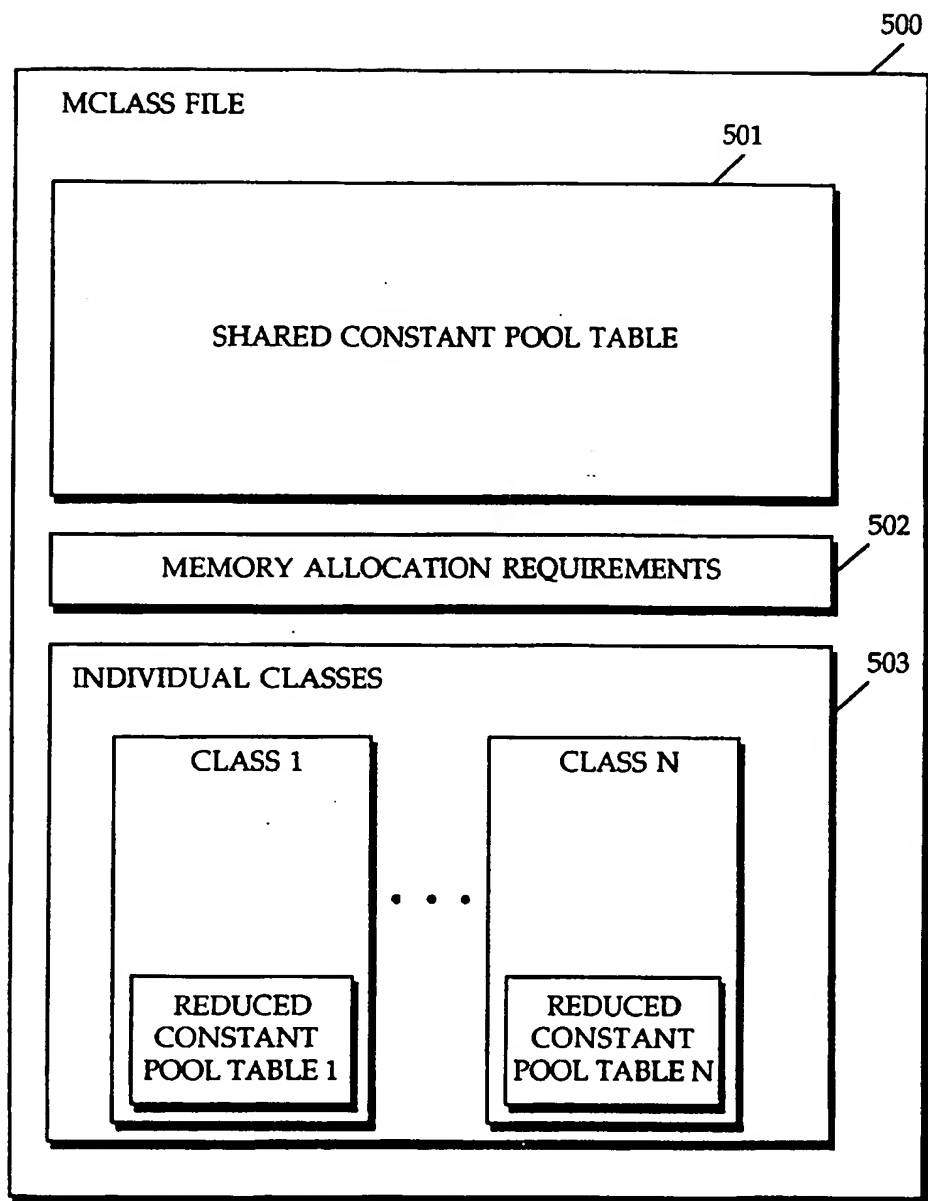 500
MCLASS FILE
501
SHARED CONSTANT POOL TABLE
502
MEMORY ALLOCATION REQUIREMENTS
503
INDIVIDUAL CLASSES
CLASS 1
REDUCED
CONSTANT
POOL TABLE 1
• • •
CLASS N
REDUCED
CONSTANT
POOL TABLE N